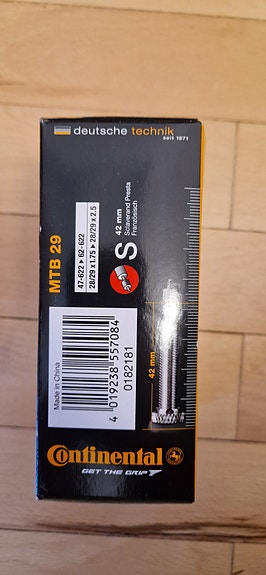 deutsche technik
seit 1871
MTB 29
47-622 ▸ 62-622
28/29 x 1.75 ▸ 28/29 x 2.5
S
42 mm
Sclaverand Presta
Französisch
42 mm
Made in China
4 019238 557084
0182181
Continental
GET THE GRIP